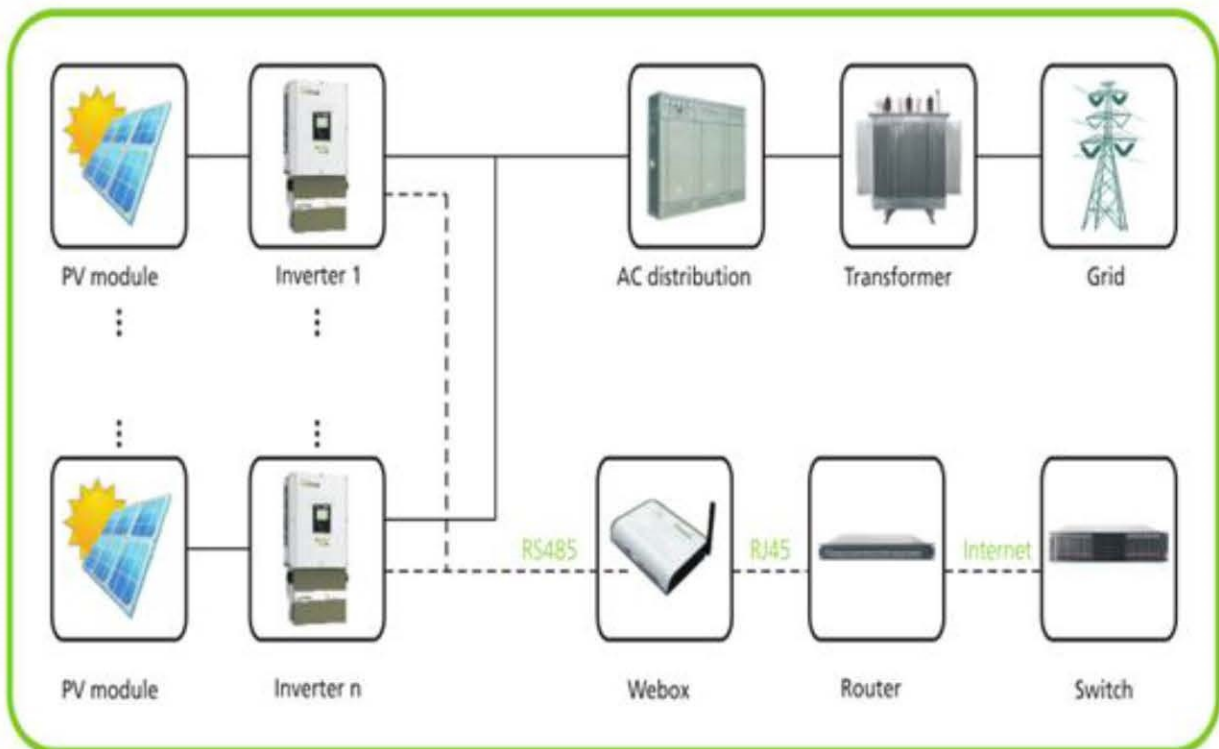 PV module
Inverter 1
AC distribution
Transformer
Grid
RS485
RJ45
Internet
PV module
Inverter n
Webox
Router
Switch